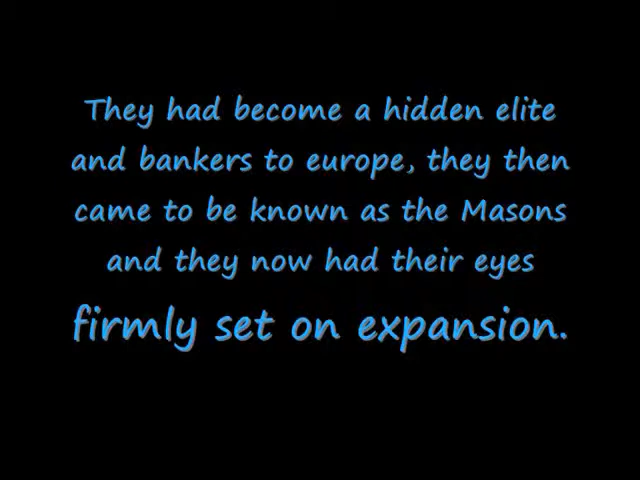 They had become a hidden elite
and bankers to europe, they then
came to be known as the Masons
and they now had their eyes
firmly set on expansion.